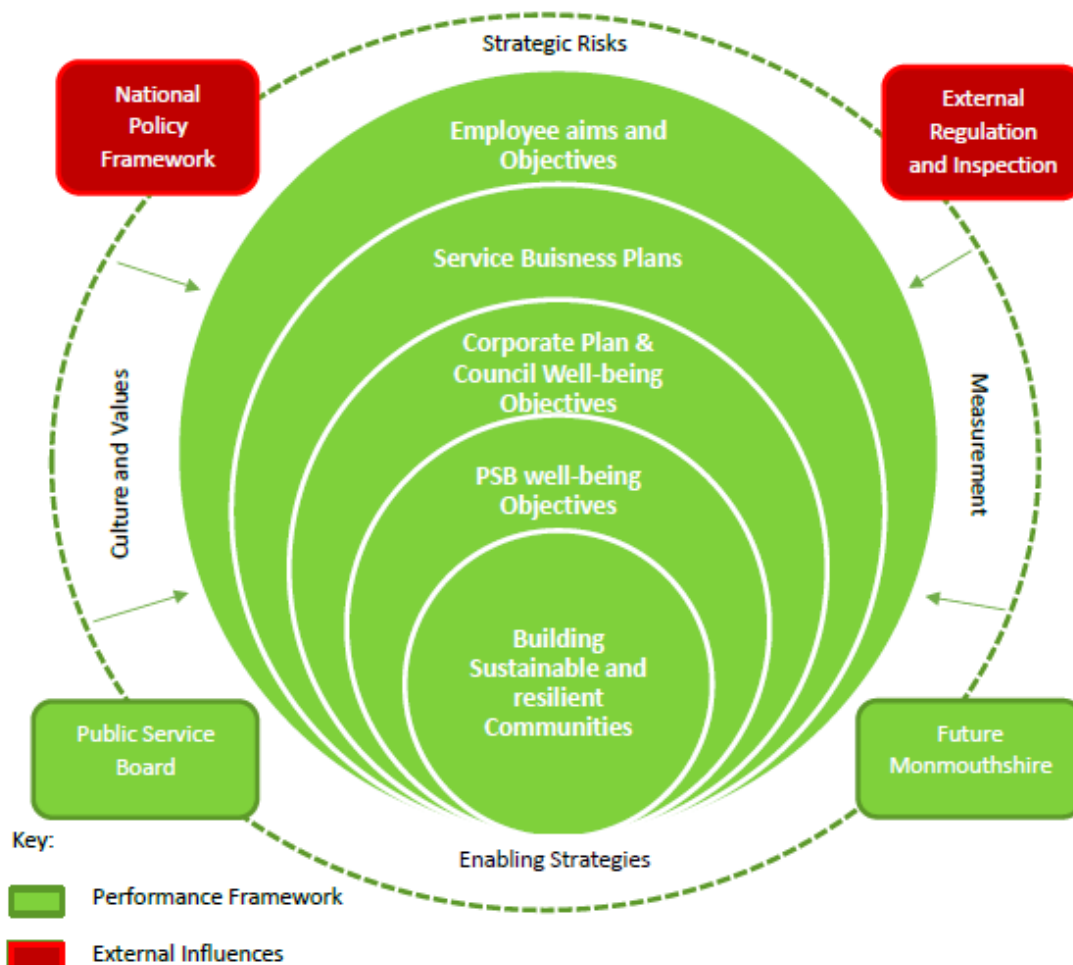 Strategic Risks
National
Policy
Framework
External
Regulation
and Inspection
Employee aims and
Objectives
Service Buisness Plans
Corporate Plan &
Council Well-being
Objectives
Culture and Values
Measurement
PSB well-being
Objectives
Building
Sustainable and
resilient
Communities
Public Service
Board
Future
Monmouthshire
Enabling Strategies
Key:
Performance Framework
External Influences